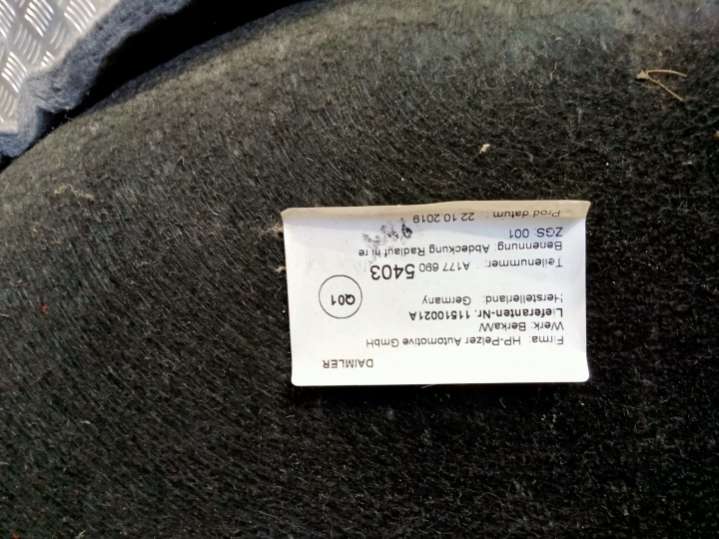 DAIMLER
Firma: HP-Pelzer Automotive GmbH
Werk: BerkaW
Lieferanten-Nr.:11510021A
Herstellerland: Germany
Q01
Teilenummer: A177 690 5403
Benennung: Abdeckung Radlauf hi re
ZGS: 001
Prod datum : 22.10.2019